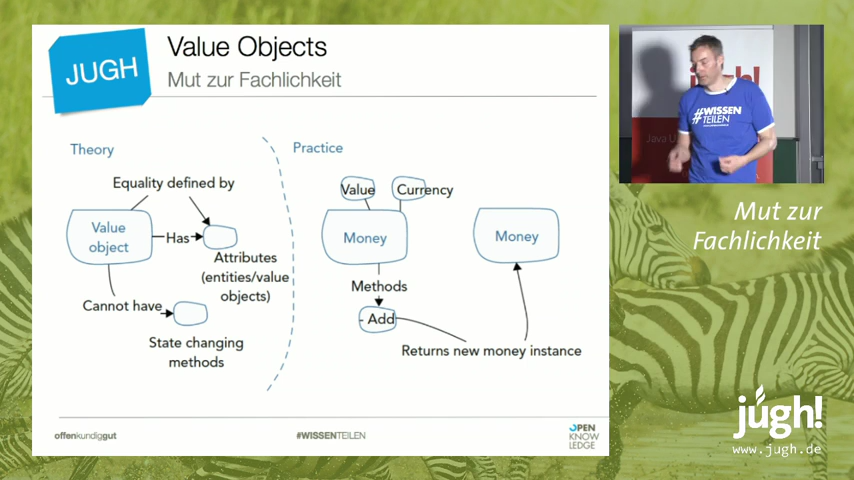 JUGH
Value Objects
Mut zur Fachlichkeit
Theory
Equality defined by
Value
object
Has
Attributes
(entities/value
objects)
Cannot have
State changing
methods
Practice
Value
Currency
Money
Money
Methods
- Add
Returns new money instance
offenkundiggut
#WISSENTEILEN
OPEN
KNOW
LEDGE
jugh!
Java U
#WISSEN
TEILEN
Mut zur
Fachlichkeit
jugh!
www.jugh.de